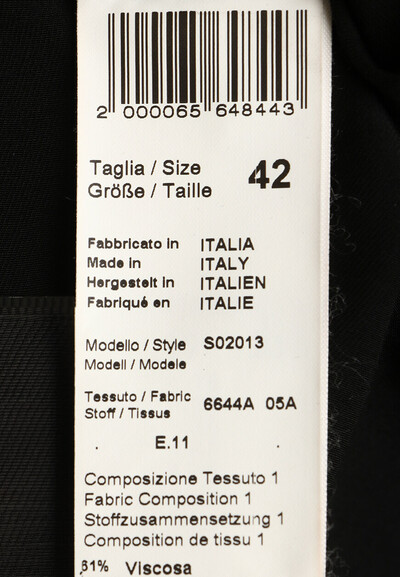 2 000065 648443
Taglia / Size 42
Größe / Taille
Fabbricato in ITALIA
Made in ITALY
Hergestelt in ITALIEN
Fabriqué en ITALIE
Modello / Style S02013
Modell / Modele
Tessuto / Fabric 6644A 05A
Stoff / Tissus
. E.11 .
Composizione Tessuto 1
Fabric Composition 1
Stoffzusammensetzung 1
Composition de tissu 1
Viscosa